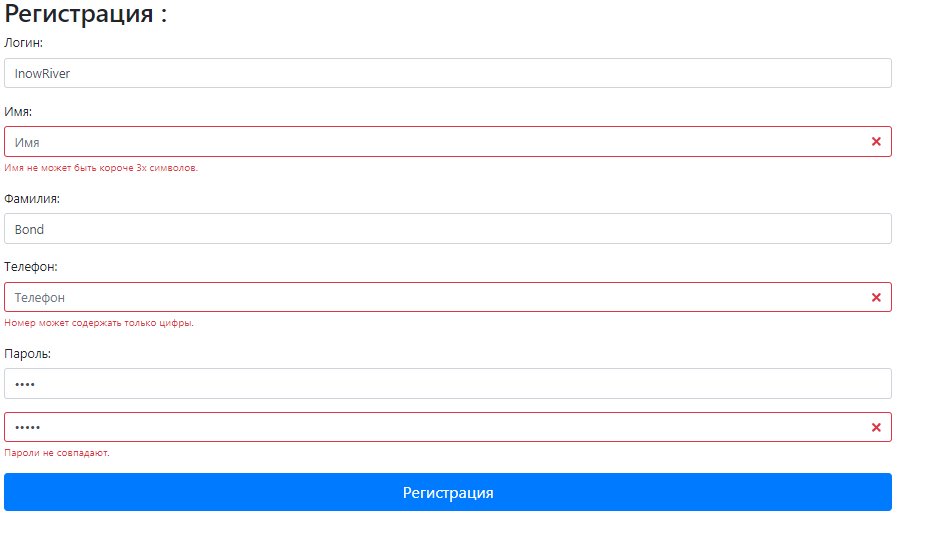 Регистрация :
Логин:
InowRiver
Имя:
Имя
Имя не может быть короче 3х символов.
Фамилия:
Bond
Телефон:
Телефон
Номер может содержать только цифры.
Пароль:
••••
•••••
Пароли не совпадают.
Регистрация